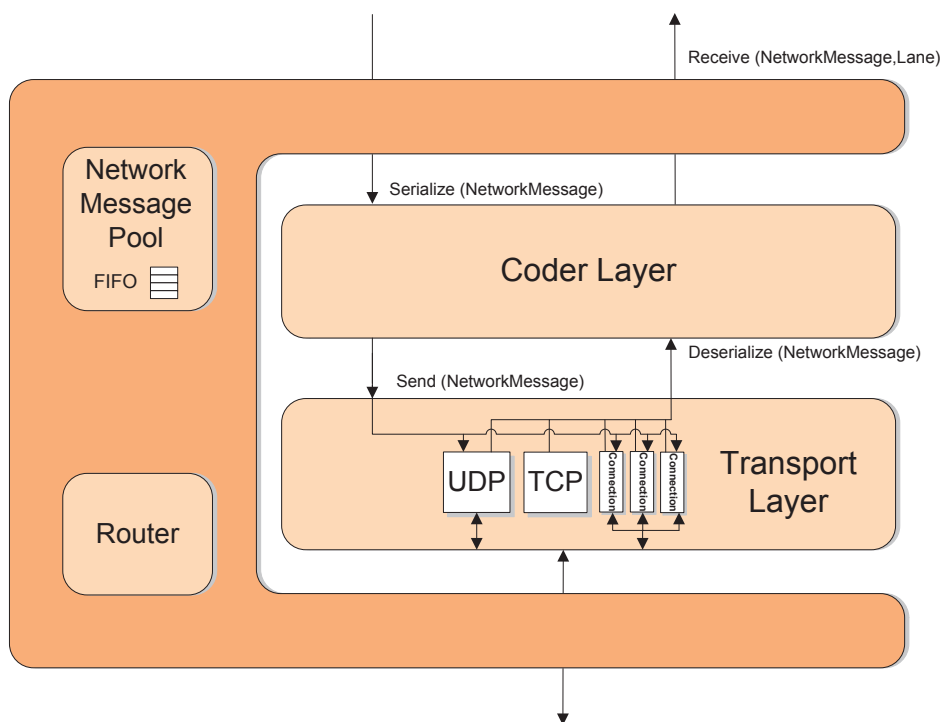 Receive (NetworkMessage,Lane)
Network
Message
Pool
FIFO
Serialize (NetworkMessage)
Coder Layer
Deserialize (NetworkMessage)
Send (NetworkMessage)
UDP
TCP
Connection
Connection
Connection
Transport
Layer
Router